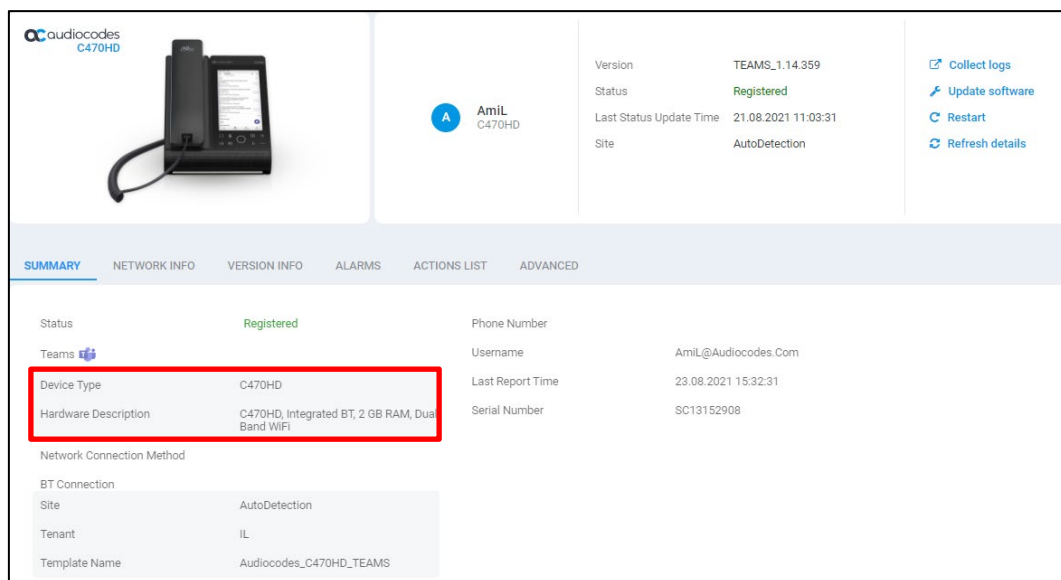 audiocodes
C470HD
A
AmiL
C470HD
Version TEAMS_1.14.359
Status Registered
Last Status Update Time 21.08.2021 11:03:31
Site AutoDetection
Collect logs
Update software
Restart
Refresh details
SUMMARY NETWORK INFO VERSION INFO ALARMS ACTIONS LIST ADVANCED
Status Registered
Teams
Device Type C470HD
Hardware Description C470HD, Integrated BT, 2 GB RAM, Dual
Band WiFi
Network Connection Method
BT Connection
Site AutoDetection
Tenant IL
Template Name Audiocodes_C470HD_TEAMS
Phone Number
Username AmiL@Audiocodes.Com
Last Report Time 23.08.2021 15:32:31
Serial Number SC13152908